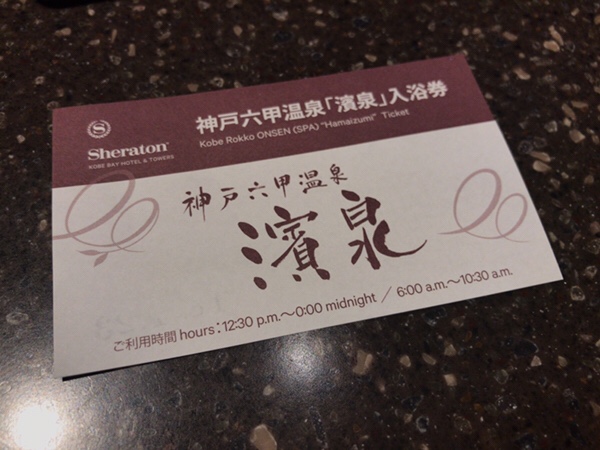 神戸六甲温泉「濱泉」入浴券
Kobe Rokko ONSEN (SPA) "Hamaizumi" Ticket
S
Sheraton
KOBE BAY HOTEL & TOWERS
神戸六甲温泉
濱泉
ご利用時間 hours：12:30 p.m.〜0:00 midnight ／ 6:00 a.m.〜10:30 a.m.